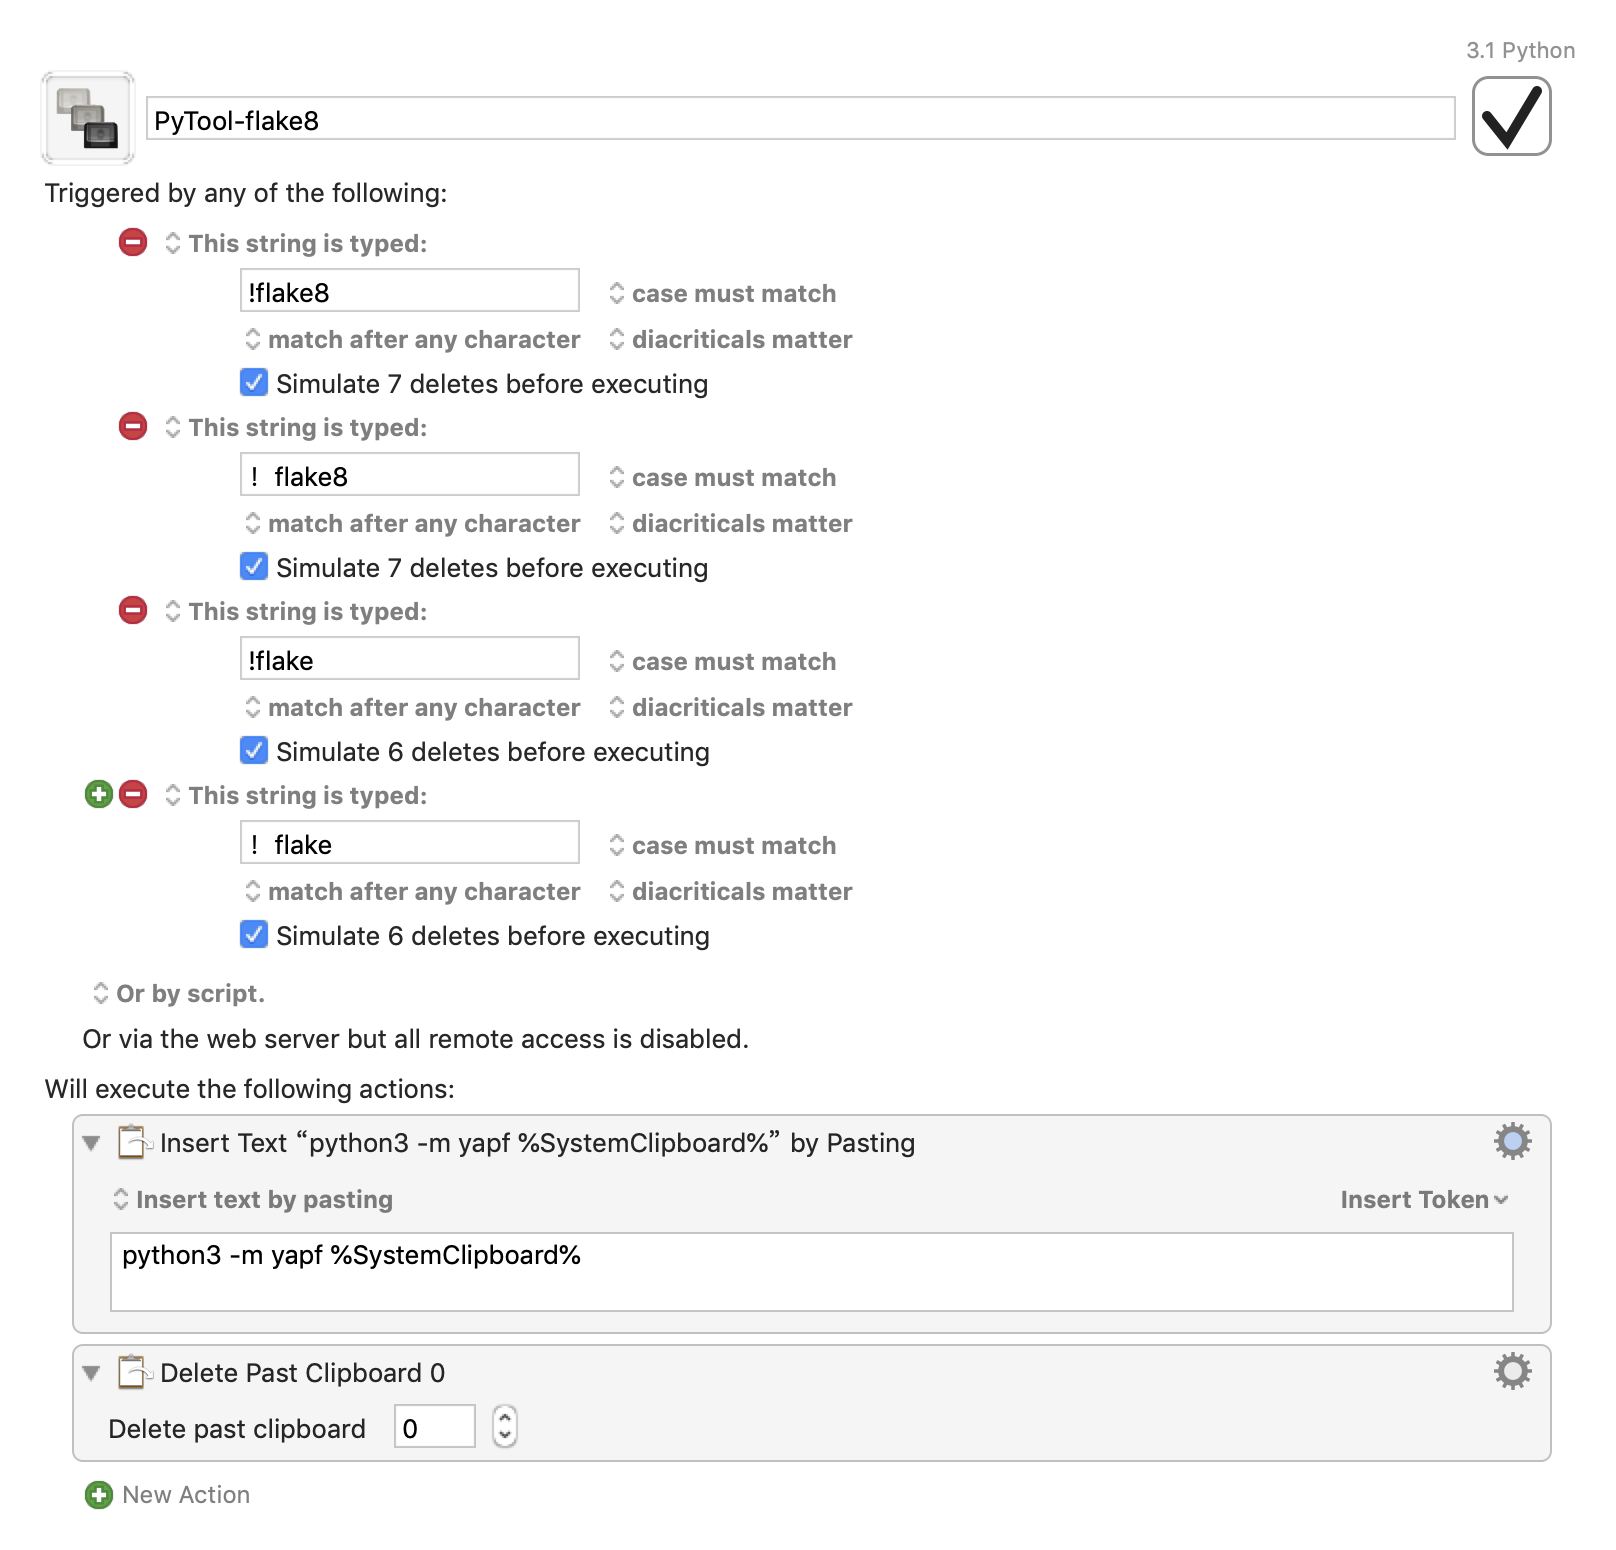 3.1 Python
PyTool-flake8
Triggered by any of the following:
This string is typed:
!flake8 case must match
match after any character diacriticals matter
Simulate 7 deletes before executing
This string is typed:
! flake8 case must match
match after any character diacriticals matter
Simulate 7 deletes before executing
This string is typed:
!flake case must match
match after any character diacriticals matter
Simulate 6 deletes before executing
This string is typed:
! flake case must match
match after any character diacriticals matter
Simulate 6 deletes before executing
Or by script.
Or via the web server but all remote access is disabled.
Will execute the following actions:
Insert Text “python3 -m yapf %SystemClipboard%” by Pasting
Insert text by pasting Insert Token
python3 -m yapf %SystemClipboard%
Delete Past Clipboard 0
Delete past clipboard 0
New Action